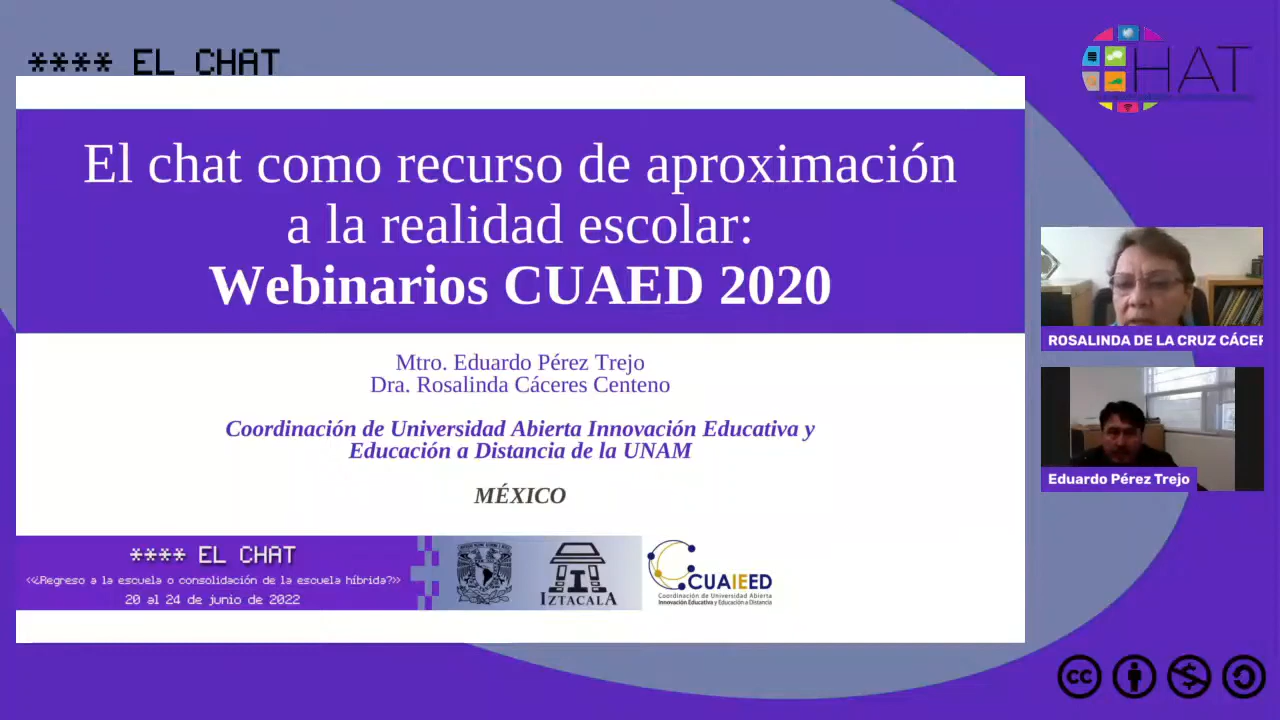 **** EL CHAT
HAT
El chat como recurso de aproximación
a la realidad escolar:
Webinarios CUAED 2020
Mtro. Eduardo Pérez Trejo
Dra. Rosalinda Cáceres Centeno
Coordinación de Universidad Abierta Innovación Educativa y
Educación a Distancia de la UNAM
MÉXICO
ROSALINDA DE LA CRUZ CÁCER
Eduardo Pérez Trejo
**** EL CHAT
<<¿Regreso a la escuela o consolidación de la escuela híbrida?>>
20 al 24 de junio de 2022
IZTACALA
CUAIEED
Coordinación de Universidad Abierta
Innovación Educativa y Educación a Distancia
cc